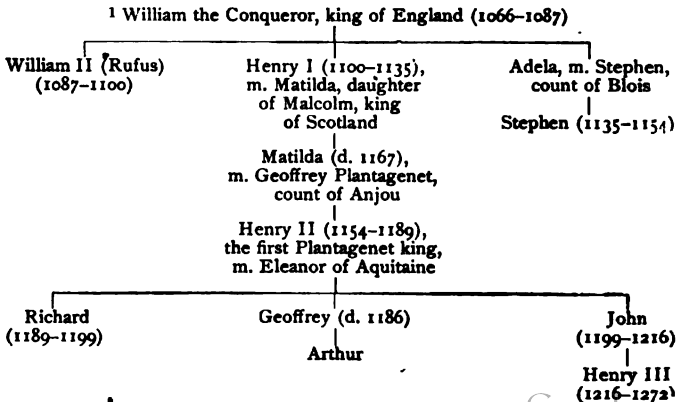 1 William the Conqueror, king of England (1066–1087)
William II (Rufus)
(1087–1100)
Henry I (1100–1135),
m. Matilda, daughter
of Malcolm, king
of Scotland
Adela, m. Stephen,
count of Blois
Stephen (1135–1154)
Matilda (d. 1167),
m. Geoffrey Plantagenet,
count of Anjou
Henry II (1154–1189),
the first Plantagenet king,
m. Eleanor of Aquitaine
Richard
(1189–1199)
Geoffrey (d. 1186)
Arthur
John
(1199–1216)
Henry III
(1216–1272)